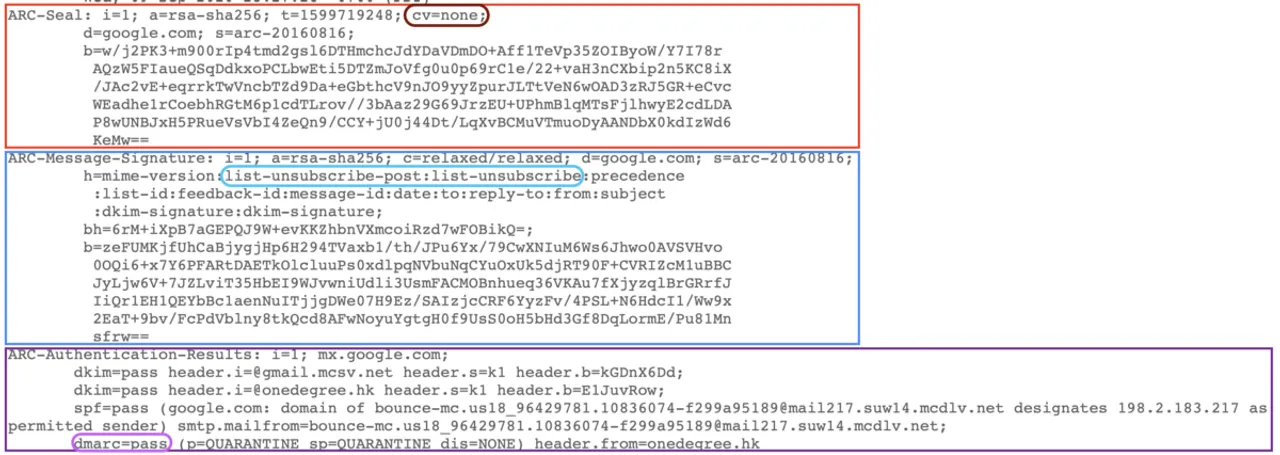 ARC-Seal: i=1; a=rsa-sha256; t=1599719248; cv=none;
d=google.com; s=arc-20160816;
b=w/j2PK3+m900rIp4tmd2gsl6DTHmchcJdYDaVDmDO+Aff1TeVp35ZOIByoW/Y7I78r
AQzW5FIaueQSqDdkxoPCLbwEti5DTZmJoVfg0u0p69rC1e/22+vaH3nCXbip2n5KC8iX
/JAc2vE+eqrrkTwVncbTZd9Da+eGbthcV9nJO9yyZpurJLTtVeN6wOAD3zRJ5GR+eCvc
WEadhe1rCoebhRGtM6p1cdTLrov//3bAaz29G69JrzEU+UPhmBlqMTsFjlhwyE2cdLDA
P8wUNBJxH5PRueVsVbI4ZeQn9/CCY+jU0j44Dt/LqXvBCMuVTmuoDyAANDbX0kdIzWd6
KeMw==
ARC-Message-Signature: i=1; a=rsa-sha256; c=relaxed/relaxed; d=google.com; s=arc-20160816;
h=mime-version:list-unsubscribe-post:list-unsubscribe:precedence
:list-id:feedback-id:message-id:date:to:reply-to:from:subject
:dkim-signature:dkim-signature;
bh=6rM+iXpB7aGEPQJ9W+evKKZhbnVXmcoiRzd7wFOBikQ=;
b=zeFUMKjfUhCaBjygjHp6H294TVaxb1/th/JPu6Yx/79CwXNIuM6Ws6Jhwo0AVSVHvo
0OQi6+x7Y6PFARtDAETkOlcluuPs0xdlpqNVbuNqCYuOxUk5djRT90F+CVRIZcM1uBBC
JyLjw6V+7JZLviT35HbEI9WJvwniUdli3UsmFACMOBnhueq36VKAu7fXjyzqlBrGRrfJ
IiQr1EH1QEYbBc1aenNuITjjgDWe07H9Ez/SAIzjcCRF6YyzFv/4PSL+N6HdcI1/Ww9x
2EaT+9bv/FcPdVblny8tkQcd8AFwNoyuYgtgH0f9UsS0oH5bHd3Gf8DqLormE/Pu81Mn
sfrw==
ARC-Authentication-Results: i=1; mx.google.com;
dkim=pass header.i=@gmail.mcsv.net header.s=k1 header.b=kGDnX6Dd;
dkim=pass header.i=@onedegree.hk header.s=k1 header.b=E1JuvRow;
spf=pass (google.com: domain of bounce-mc.us18_96429781.10836074-f299a95189@mail217.suw14.mcdlv.net designates 198.2.183.217 as
permitted sender) smtp.mailfrom=bounce-mc.us18_96429781.10836074-f299a95189@mail217.suw14.mcdlv.net;
dmarc=pass (p=QUARANTINE sp=QUARANTINE dis=NONE) header.from=onedegree.hk